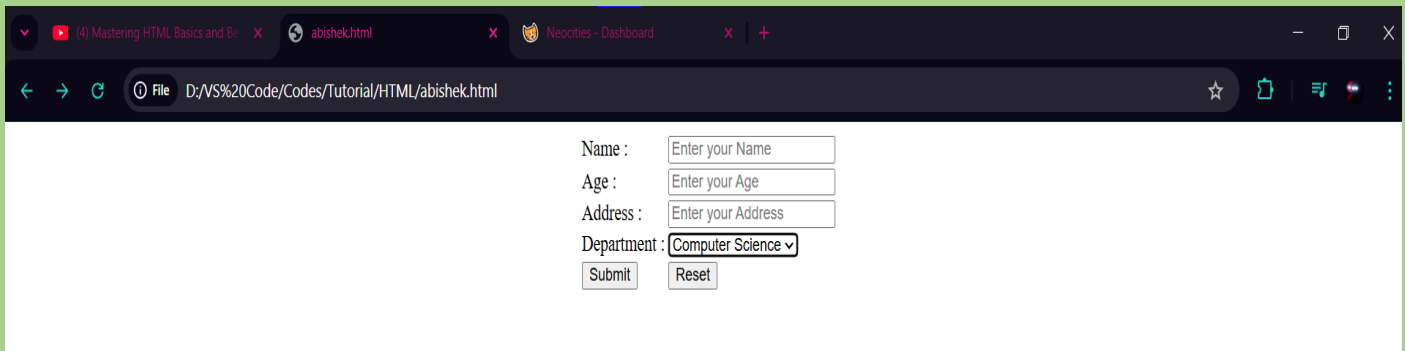 (4) Mastering HTML Basics and Be
abishek.html
Neocities - Dashboard
File
D:/VS%20Code/Codes/Tutorial/HTML/abishek.html
Name : Enter your Name
Age : Enter your Age
Address : Enter your Address
Department : Computer Science
Submit Reset